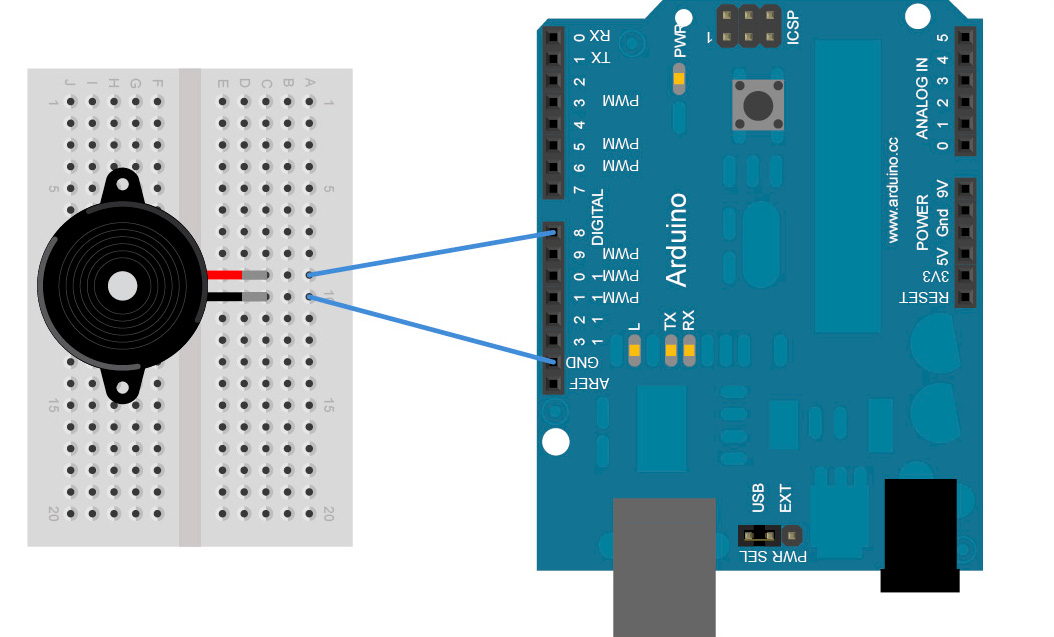 J I H G F E D C B A
1 1
5 5
10
15 15
20 20
RX 0
TX 1
2
PWM 3
4
PWM 5
PWM 6
7
DIGITAL
8
PWM 9
PWM 10
PWM 11
12
13
GND
AREF
PWR
1
ICSP
Arduino
L
TX
RX
www.arduino.cc
ANALOG IN
5
4
3
2
1
0
POWER
9V
Gnd
5V
3V3
RESET
USB
EXT
PWR SEL